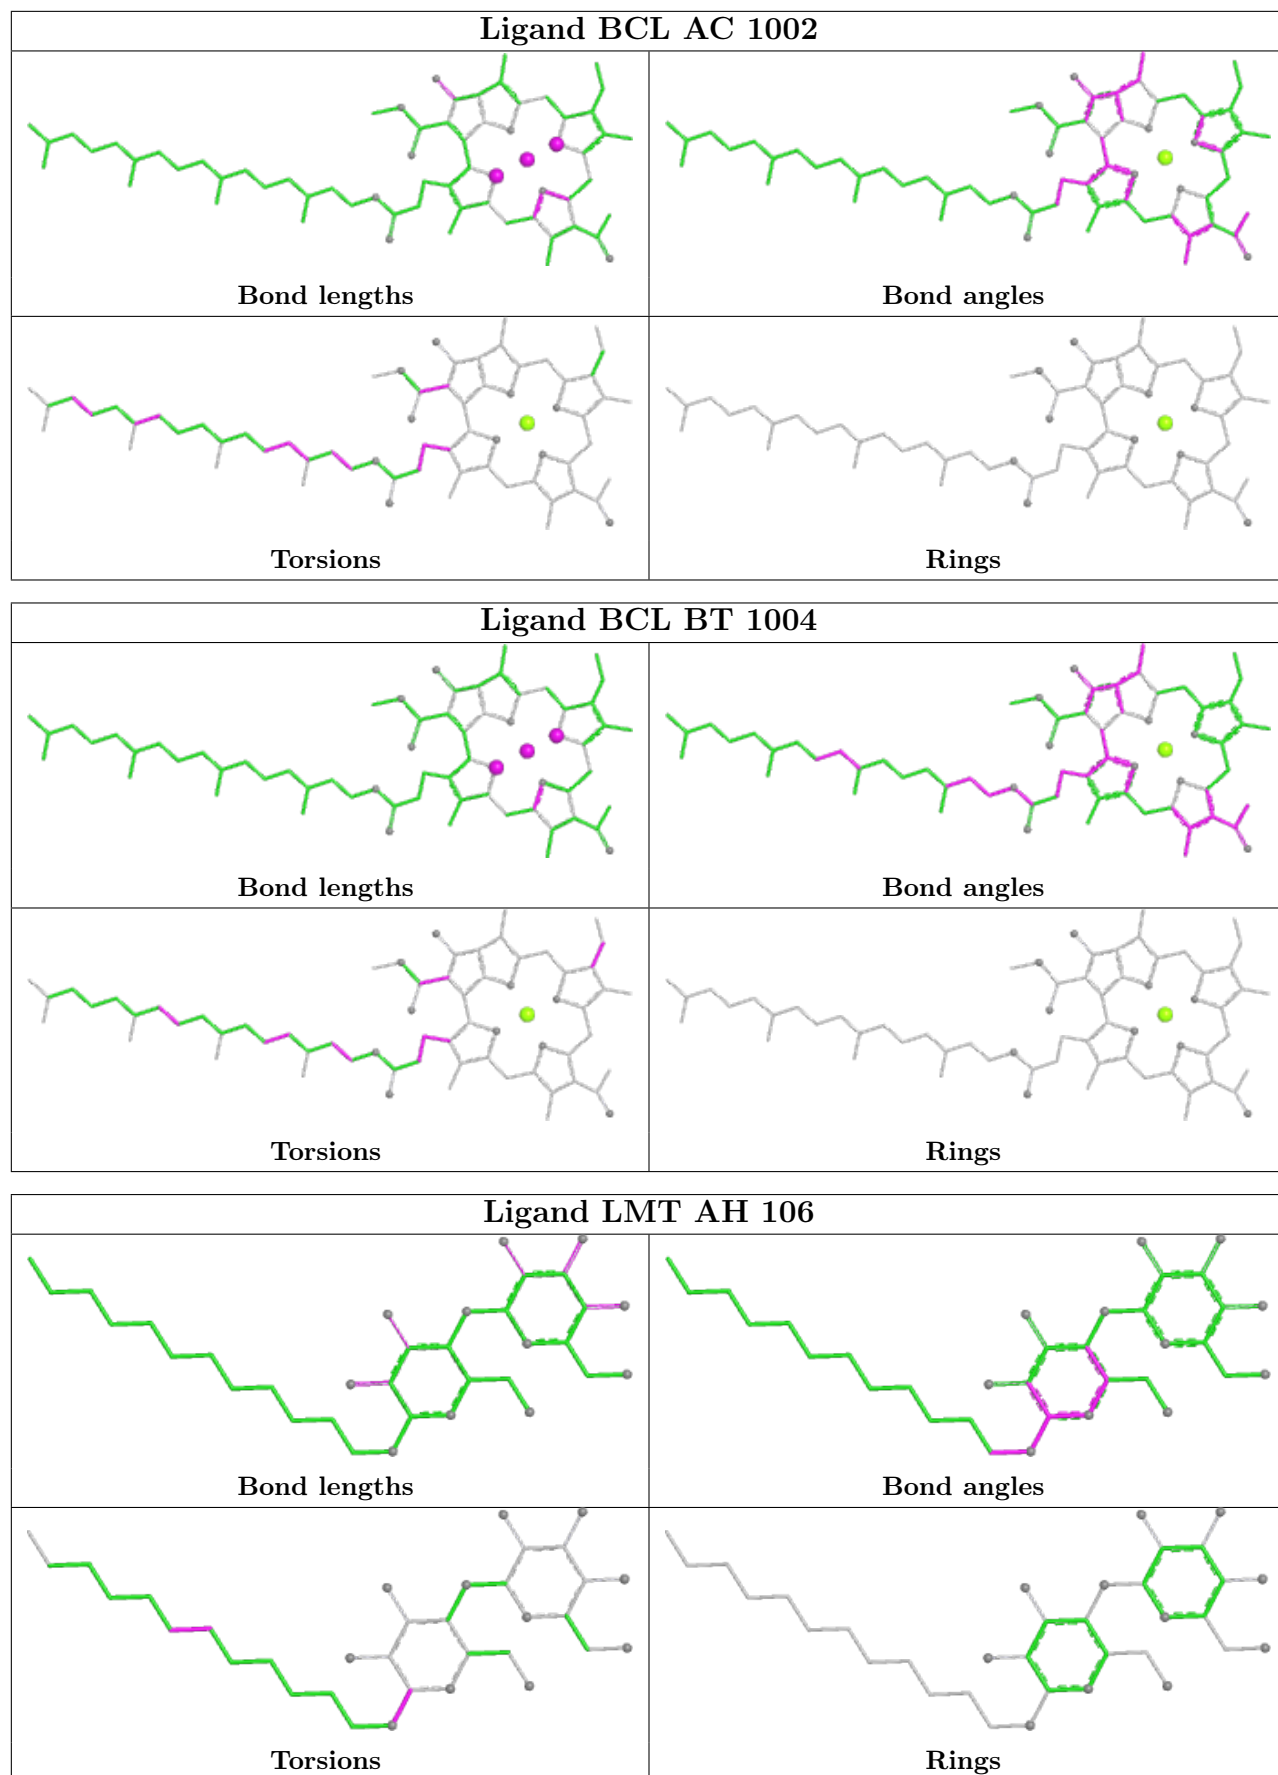 Ligand BCL AC 1002
Bond lengths
Bond angles
Torsions
Rings
Ligand BCL BT 1004
Bond lengths
Bond angles
Torsions
Rings
Ligand LMT AH 106
Bond lengths
Bond angles
Torsions
Rings